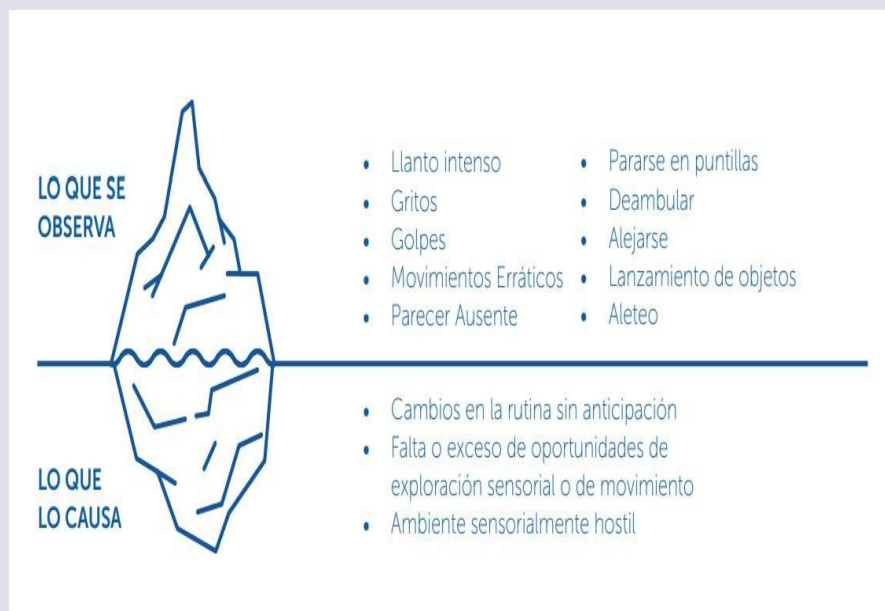 LO QUE SE
OBSERVA
• Llanto intenso
• Gritos
• Golpes
• Movimientos Erráticos
• Parecer Ausente
• Pararse en puntillas
• Deambular
• Alejarse
• Lanzamiento de objetos
• Aleteo
LO QUE
LO CAUSA
• Cambios en la rutina sin anticipación
• Falta o exceso de oportunidades de
exploración sensorial o de movimiento
• Ambiente sensorialmente hostil